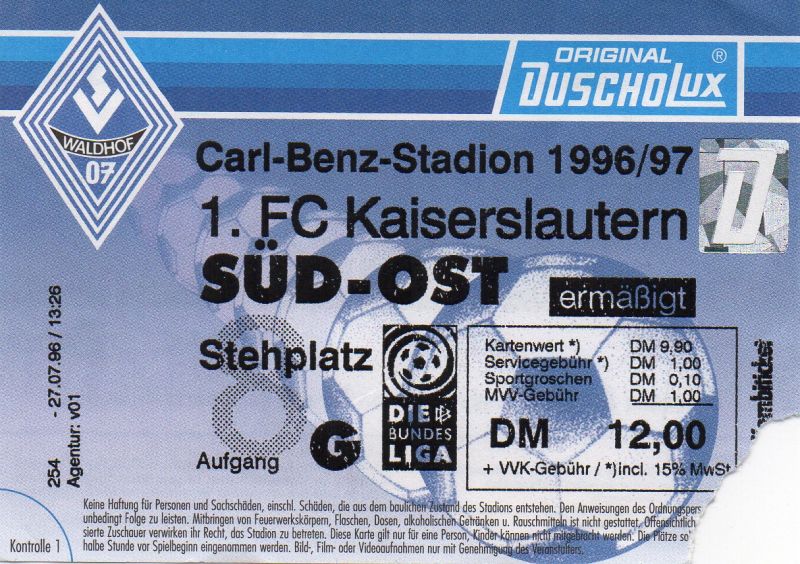 SV
WALDHOF
07
ORIGINAL
DUSCHOLUX ®
Carl-Benz-Stadion 1996/97
1. FC Kaiserslautern
SÜD-OST
ermäßigt
8
Stehplatz
Aufgang G
DIE DFB
BUNDES
LIGA
Kartenwert *) DM 9,90
Servicegebühr *) DM 1,00
Sportgroschen DM 0,10
MVV-Gebühr DM 1,00
DM 12,00
+ VVK-Gebühr / *)incl. 15% MwSt
254 -27.07.96 / 13:26
Agentur: v01
Kontrolle 1
Keine Haftung für Personen und Sachschäden, einschl. Schäden, die aus dem baulichen Zustand des Stadions entstehen. Den Anweisungen des Ordnungspers
unbedingt Folge zu leisten. Mitbringen von Feuerwerkskörpern, Flaschen, Dosen, alkoholischen Getränken u. Rauschmitteln ist nicht gestattet. Offensichtlich
sierte Zuschauer verwirken ihr Recht, das Stadion zu betreten. Diese Karte gilt nur für eine Person, Kinder können nicht mitgebracht werden. Die Plätze so
halbe Stunde vor Spielbeginn eingenommen werden. Bild-, Film- oder Videoaufnahmen nur mit Genehmigung des Veranstalters.